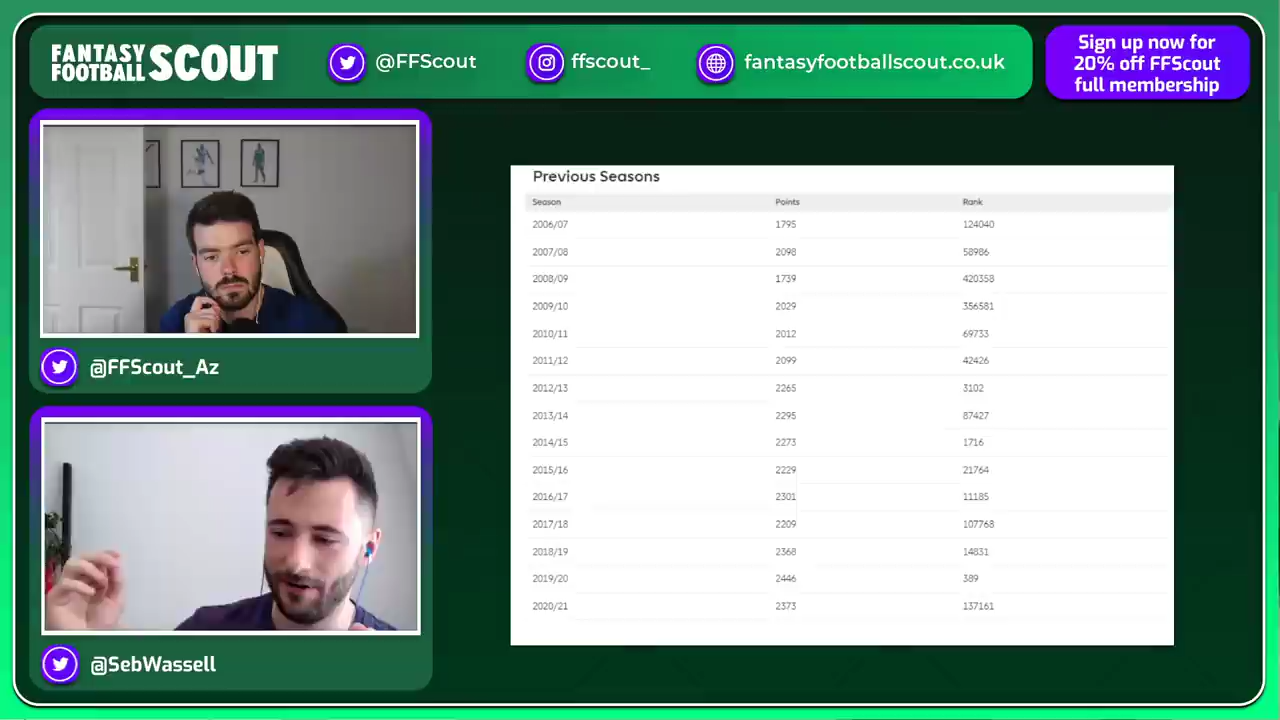 FANTASY
FOOTBALL SCOUT
@FFScout
ffscout_
fantasyfootballscout.co.uk
Sign up now for
20% off FFScout
full membership
@FFScout_Az
@SebWassell
Previous Seasons
Season Points Rank
2006/07 1795 124040
2007/08 2098 58986
2008/09 1739 420358
2009/10 2029 356581
2010/11 2012 69733
2011/12 2099 42426
2012/13 2265 3102
2013/14 2295 87427
2014/15 2273 1716
2015/16 2229 21764
2016/17 2301 11185
2017/18 2209 107768
2018/19 2368 14831
2019/20 2446 389
2020/21 2373 137161